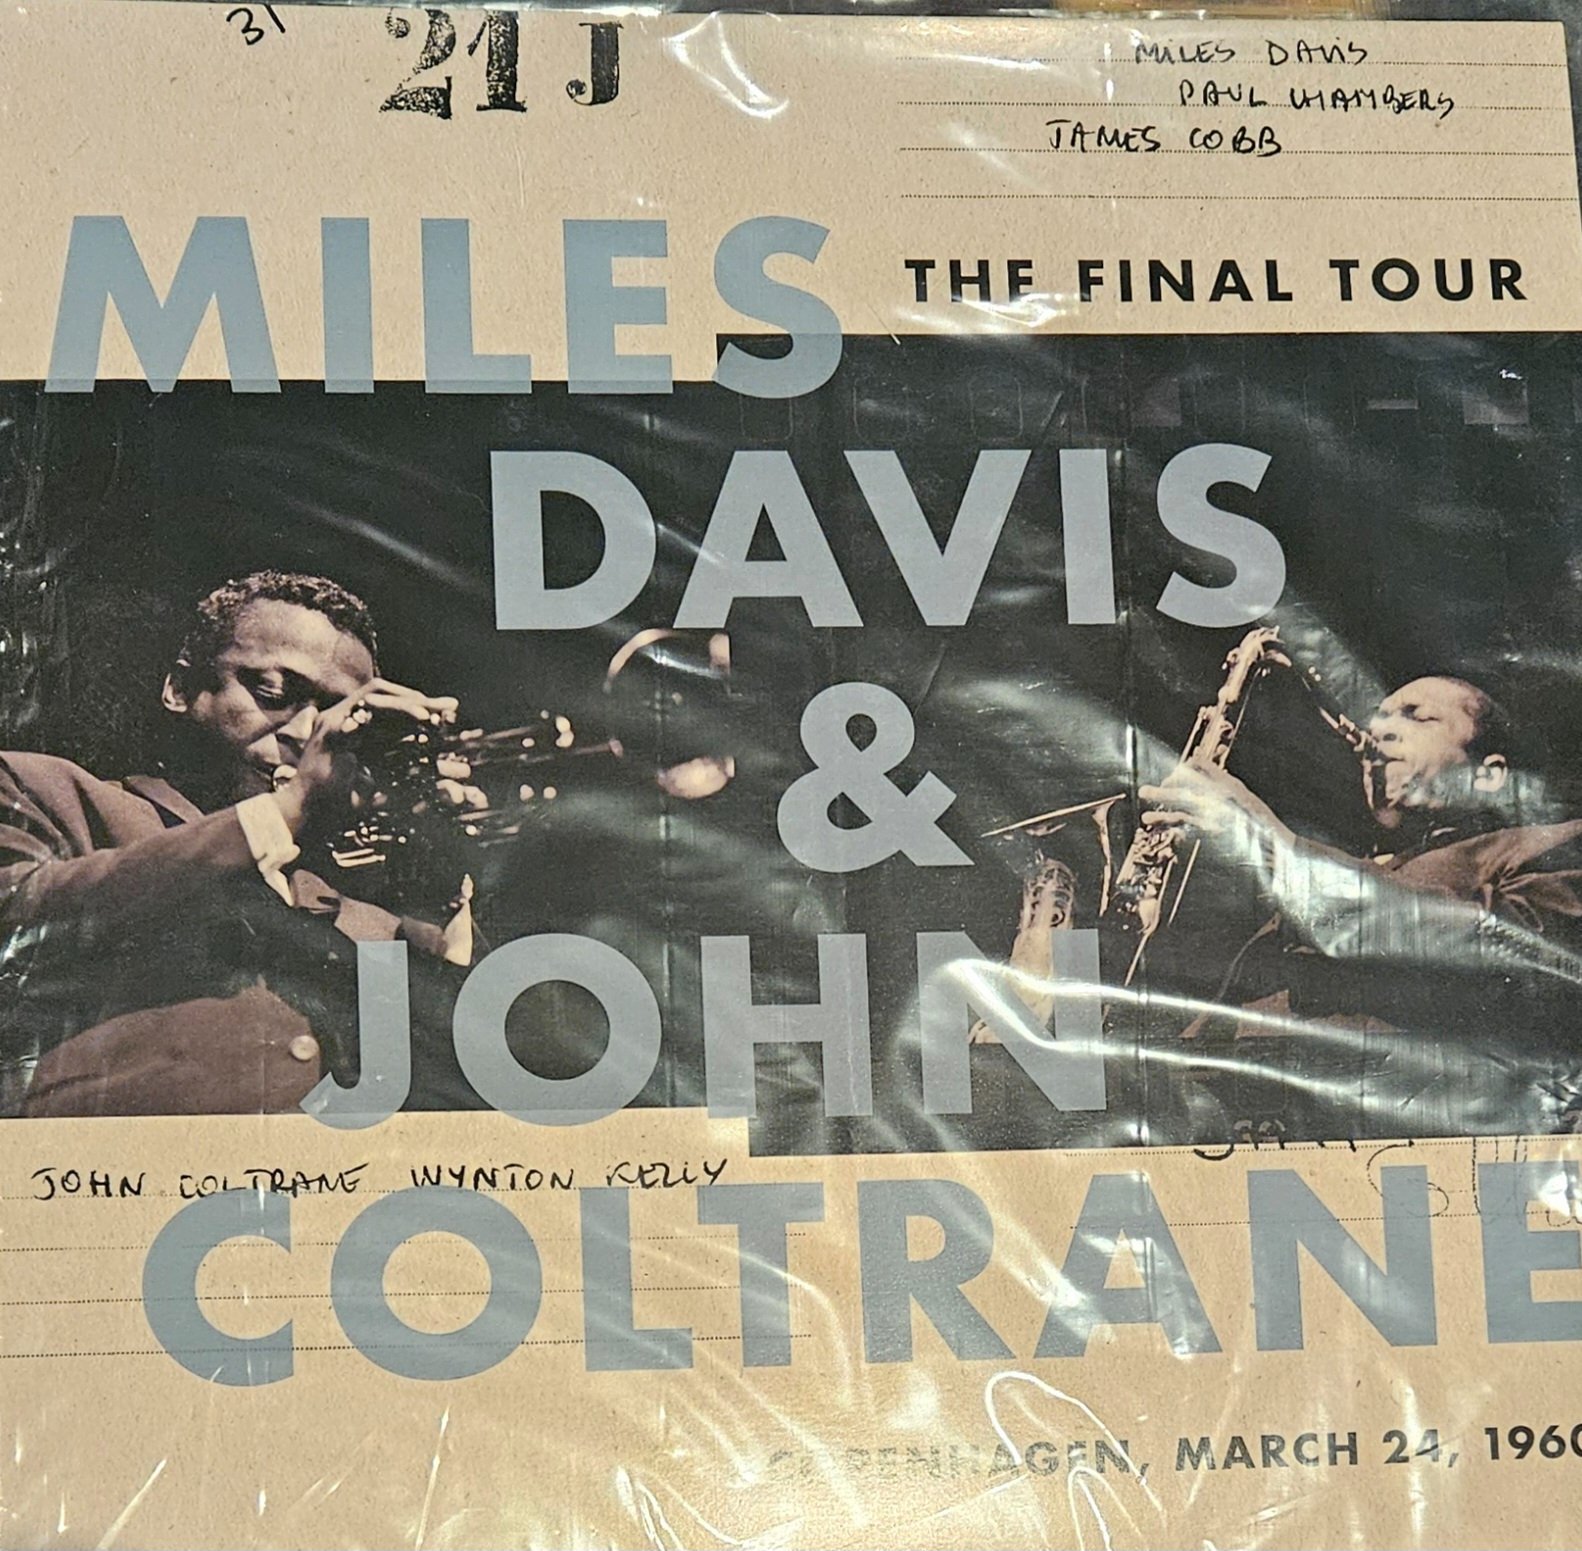 31
21 J
MILES DAVIS
PAUL CHAMBERS
JAMES COBB
MILES
THE FINAL TOUR
DAVIS
&
JOHN
JOHN COLTRANE WYNTON KELLY
COLTRANE
COPENHAGEN, MARCH 24, 1960